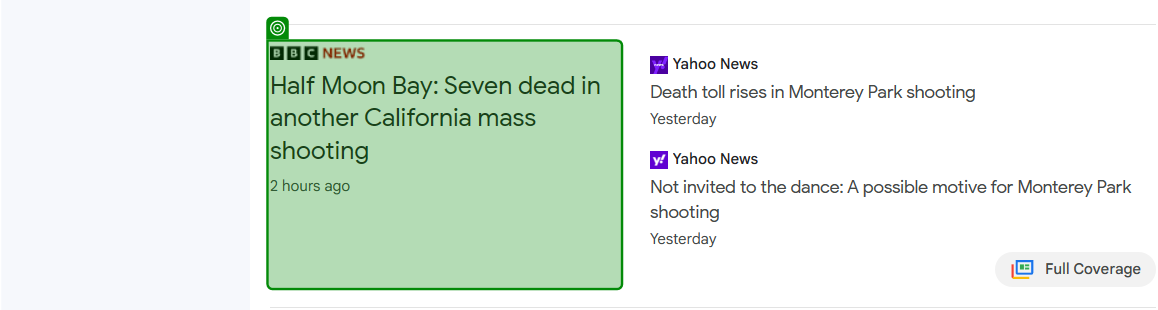 BBC NEWS
Half Moon Bay: Seven dead in
another California mass
shooting
2 hours ago
Yahoo News
Death toll rises in Monterey Park shooting
Yesterday
y!
Yahoo News
Not invited to the dance: A possible motive for Monterey Park
shooting
Yesterday
Full Coverage